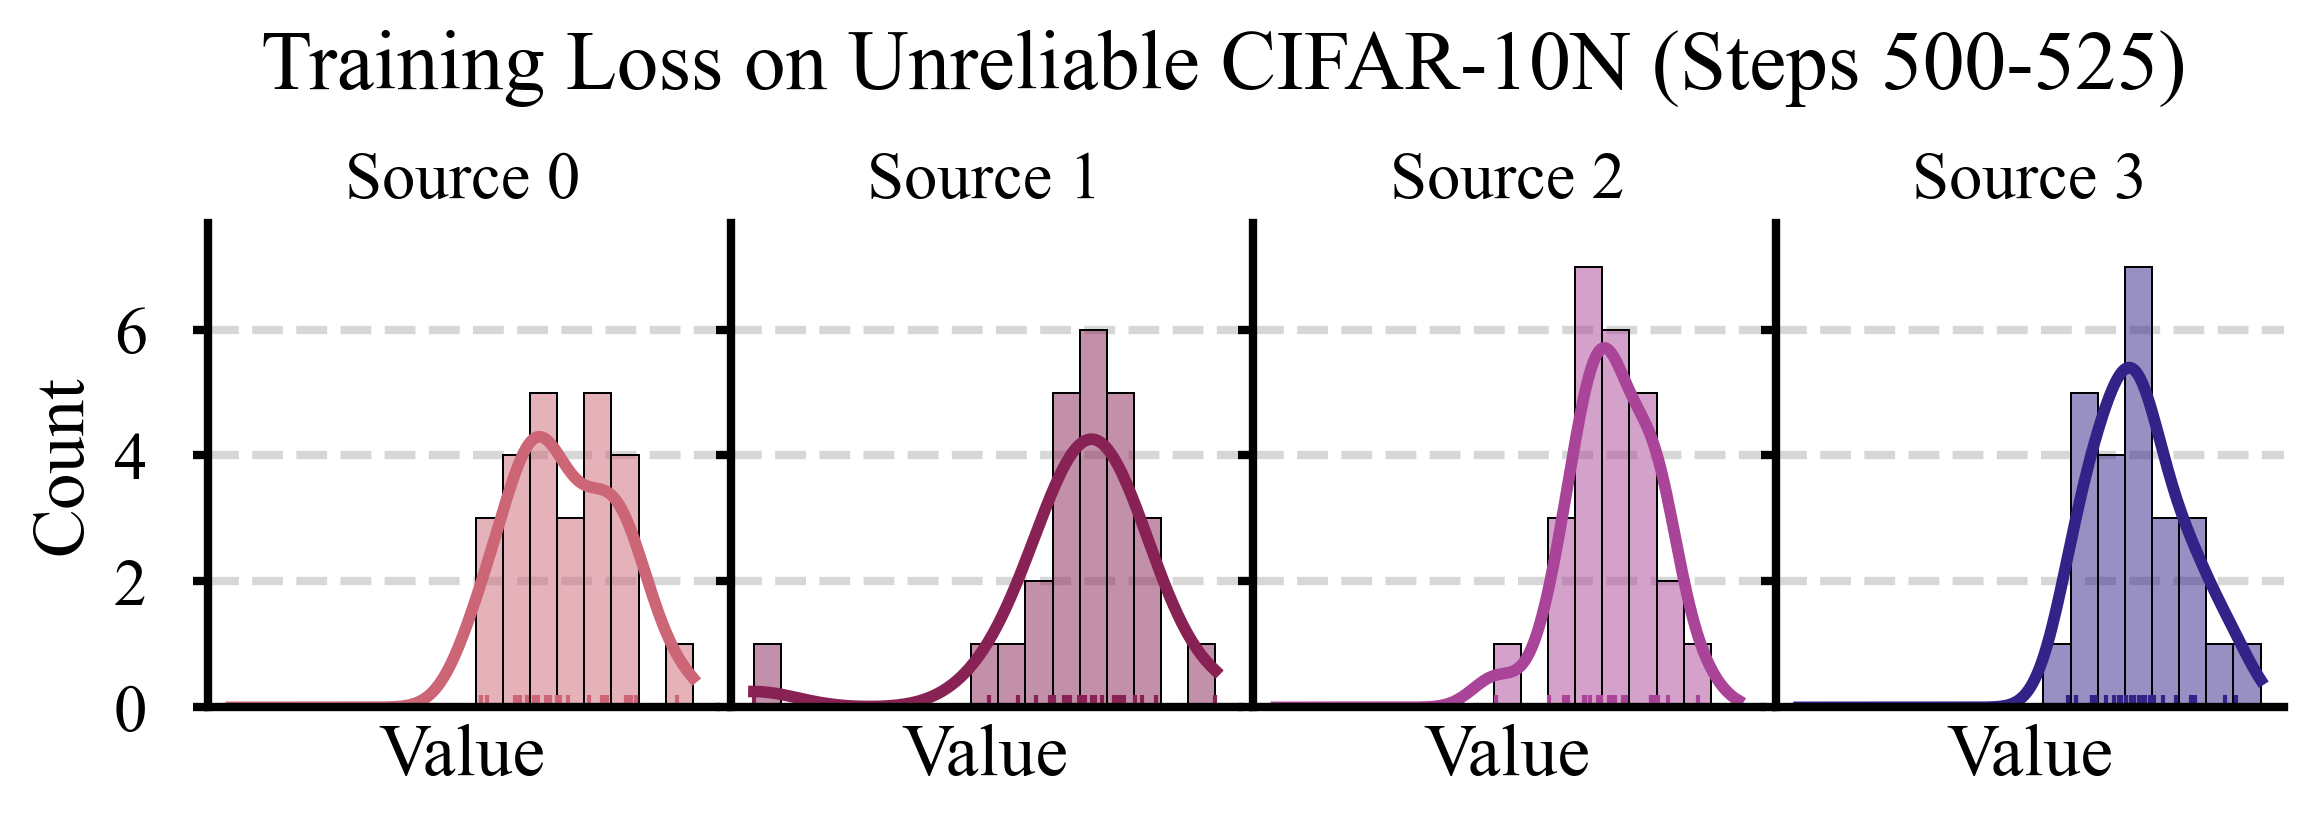 Training Loss on Unreliable CIFAR-10N (Steps 500-525)
Source 0 Source 1 Source 2 Source 3
Count
6
4
2
0
Value Value Value Value